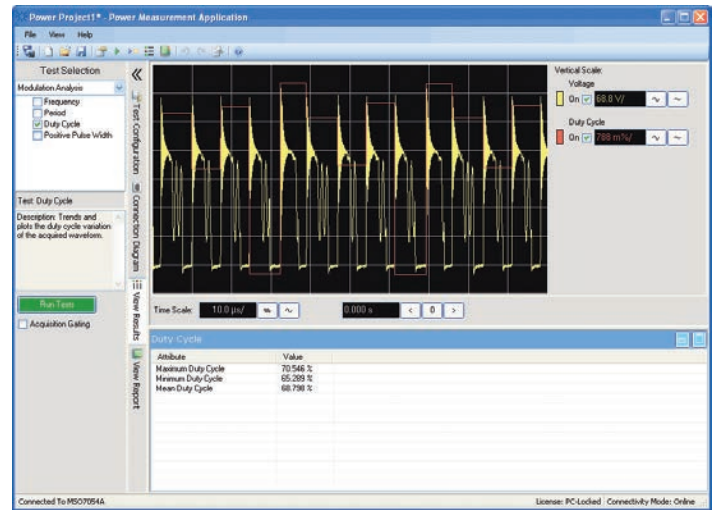 Power Project1* - Power Measurement Application
File View Help
Test Selection
Modulation Analysis
Frequency
Period
Duty Cycle
Positive Pulse Width
Test: Duty Cycle
Description: Trends and
plots the duty cycle variation
of the acquired waveform.
Run Tests
Acquisition Gating
Test Configuration
Connection Diagram
View Results
View Report
Vertical Scale:
Voltage
On 68.8 V/
Duty Cycle
On 788 m%/
Time Scale: 10.0 µs/ 0.000 s < 0 >
Duty Cycle
Attribute Value
Maximum Duty Cycle 70.546 %
Minimum Duty Cycle 65.289 %
Mean Duty Cycle 68.798 %
Connected To MSO7054A
License: PC-Locked Connectivity Mode: Online